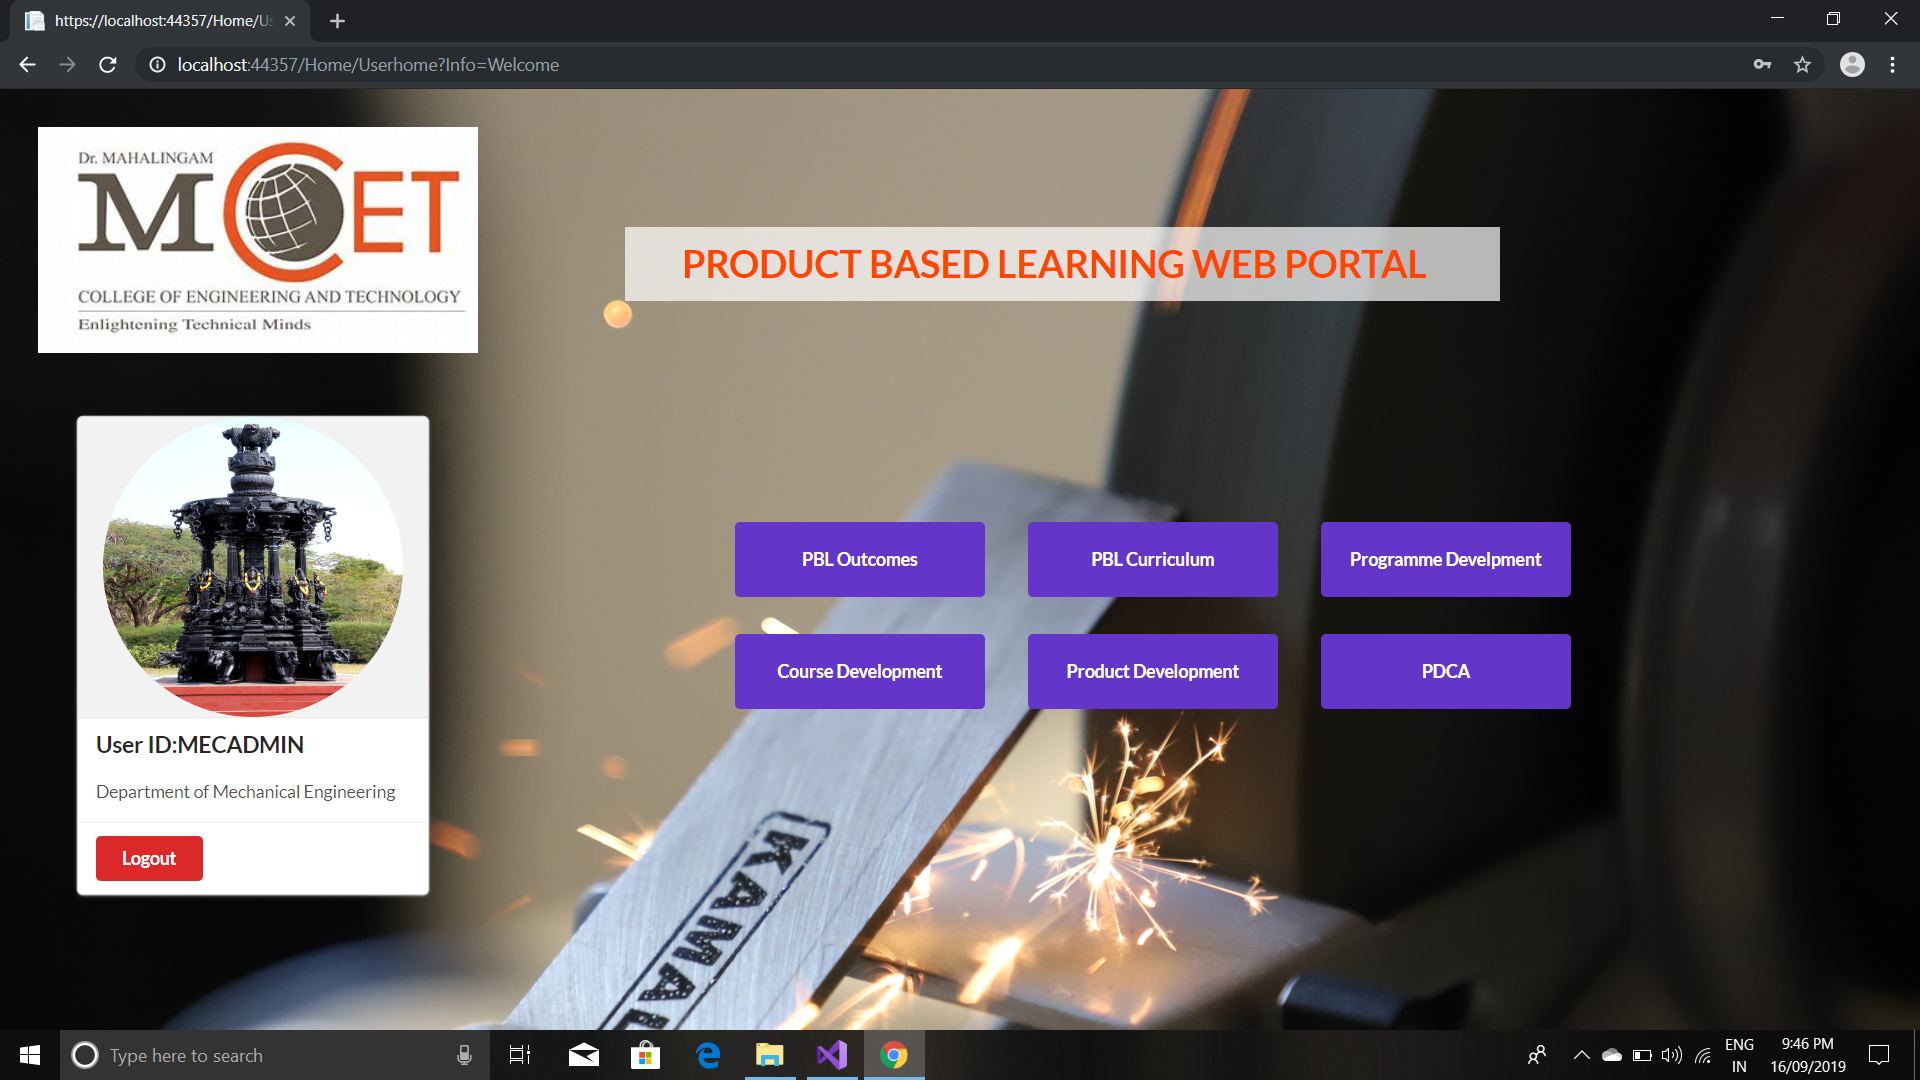 https://localhost:44357/Home/Us
localhost:44357/Home/Userhome?Info=Welcome
Dr. MAHALINGAM
MCET
COLLEGE OF ENGINEERING AND TECHNOLOGY
Enlightening Technical Minds
PRODUCT BASED LEARNING WEB PORTAL
PBL Outcomes
PBL Curriculum
Programme Develpment
Course Development
Product Development
PDCA
User ID:MECADMIN
Department of Mechanical Engineering
Logout
KAMAL
Type here to search
ENG
IN
9:46 PM
16/09/2019